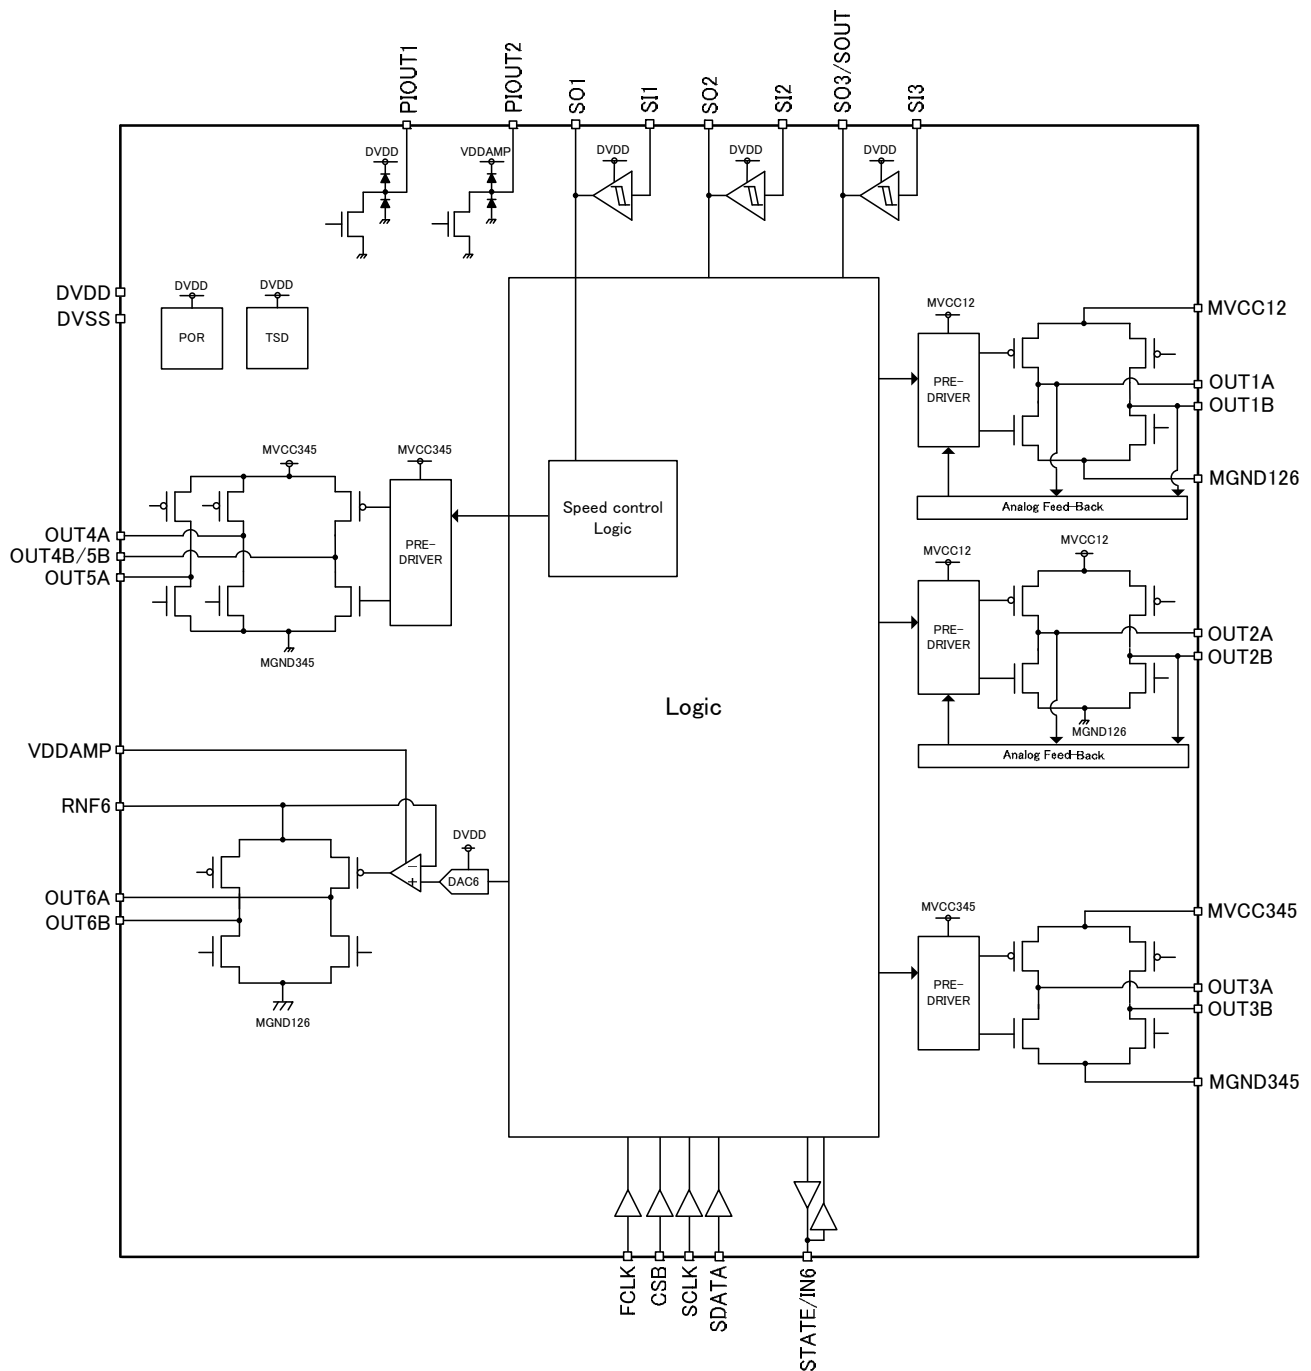 PIOUT1
PIOUT2
SO1
SI1
SO2
SI2
SO3/SOUT
SI3
DVDD
VDDAMP
DVDD
DVDD
DVDD
DVDD
DVSS
DVDD
DVDD
POR
TSD
MVCC12
MVCC12
PRE-
DRIVER
OUT1A
OUT1B
MGND126
Analog Feed-Back
MVCC345
MVCC345
PRE-
DRIVER
OUT4A
OUT4B/5B
OUT5A
MGND345
Speed control
Logic
MVCC12
MVCC12
PRE-
DRIVER
OUT2A
OUT2B
MGND126
Analog Feed-Back
Logic
VDDAMP
RNF6
DVDD
DAC6
OUT6A
OUT6B
MGND126
MVCC345
MVCC345
PRE-
DRIVER
OUT3A
OUT3B
MGND345
FCLK
CSB
SCLK
SDATA
STATE/IN6